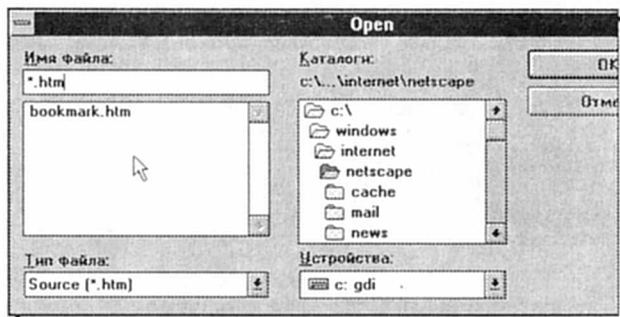 Open
Имя файла:
*.htm
bookmark.htm
Тип файла:
Source (*.htm)
Каталоги:
c:\...\internet\netscape
c:\
windows
internet
netscape
cache
mail
news
Устройства:
c: gdi
OK
Отме